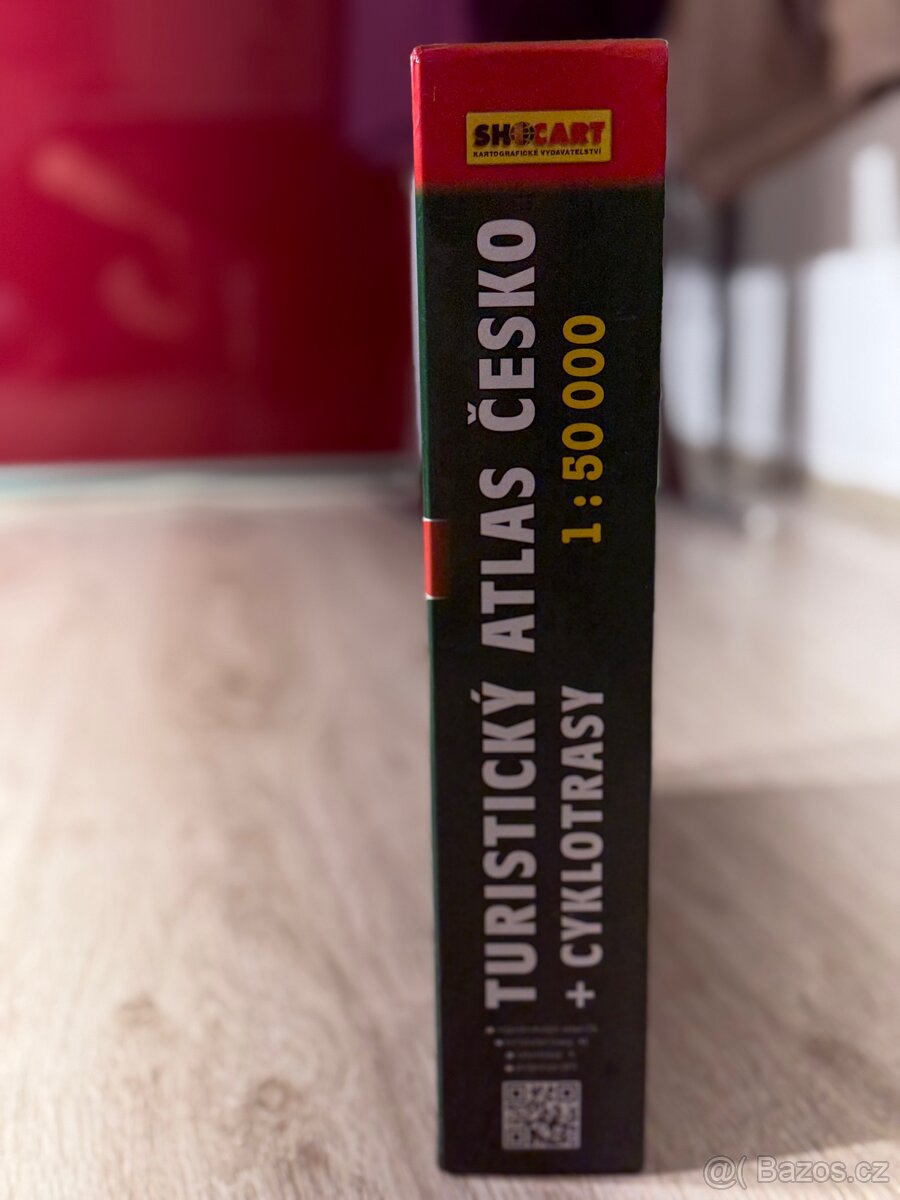 SHOCART
KARTOGRAFICKÉ VYDAVATELSTVÍ
TURISTICKÝ ATLAS ČESKO
+ CYKLOTRASY 1 : 50 000
@( Bazos.cz